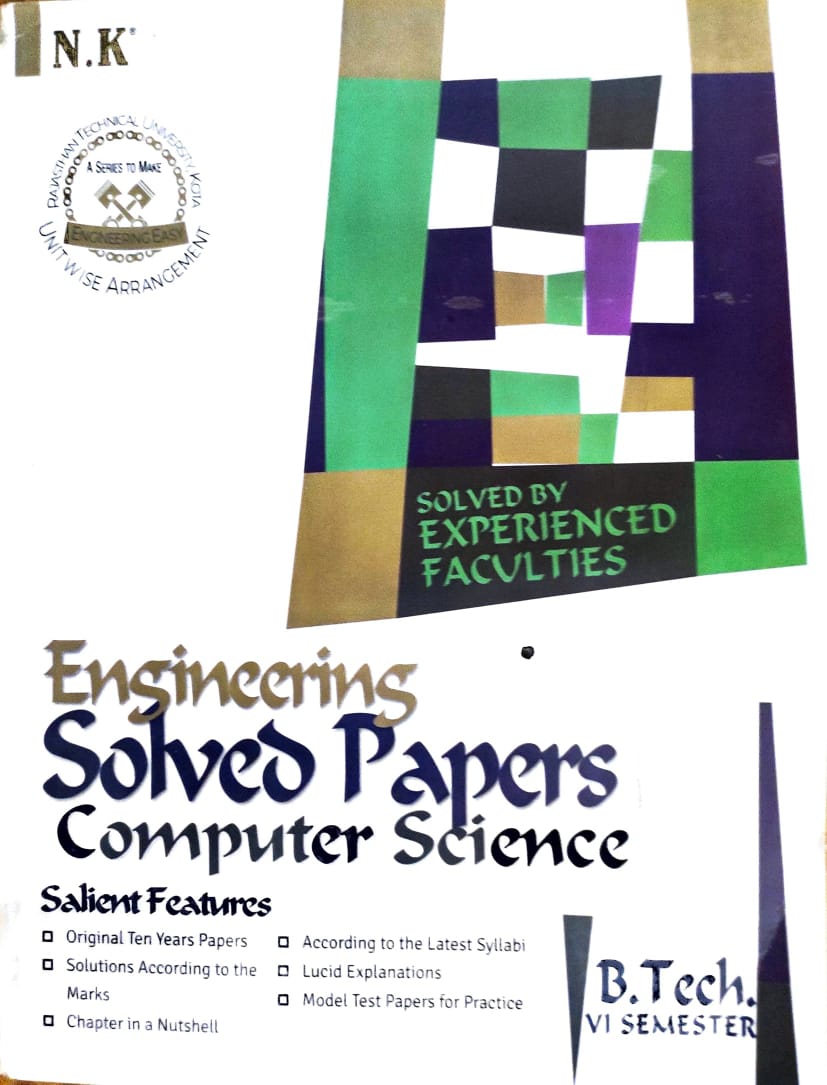 N.K®
RAJASTHAN TECHNICAL UNIVERSITY, KOTA
A SERIES TO MAKE
ENGINEERING EASY
UNIT WISE ARRANGEMENT
SOLVED BY
EXPERIENCED
FACULTIES
Engineering
Solved Papers
Computer Science
Salient Features
Original Ten Years Papers
Solutions According to the
Marks
Chapter in a Nutshell
According to the Latest Syllabi
Lucid Explanations
Model Test Papers for Practice
B.Tech.
VI SEMESTER